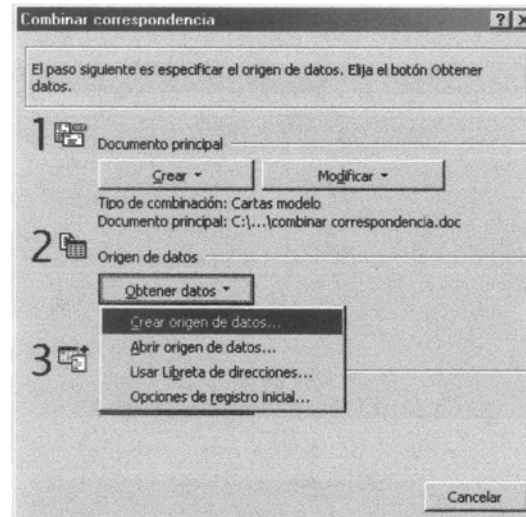 Combinar correspondencia
El paso siguiente es especificar el origen de datos. Elija el botón Obtener
datos.
1
Documento principal
Crear
Modificar
Tipo de combinación: Cartas modelo
Documento principal: C:\...\combinar correspondencia.doc
2
Origen de datos
Obtener datos
Crear origen de datos...
Abrir origen de datos...
Usar Libreta de direcciones...
Opciones de registro inicial...
3
Cancelar